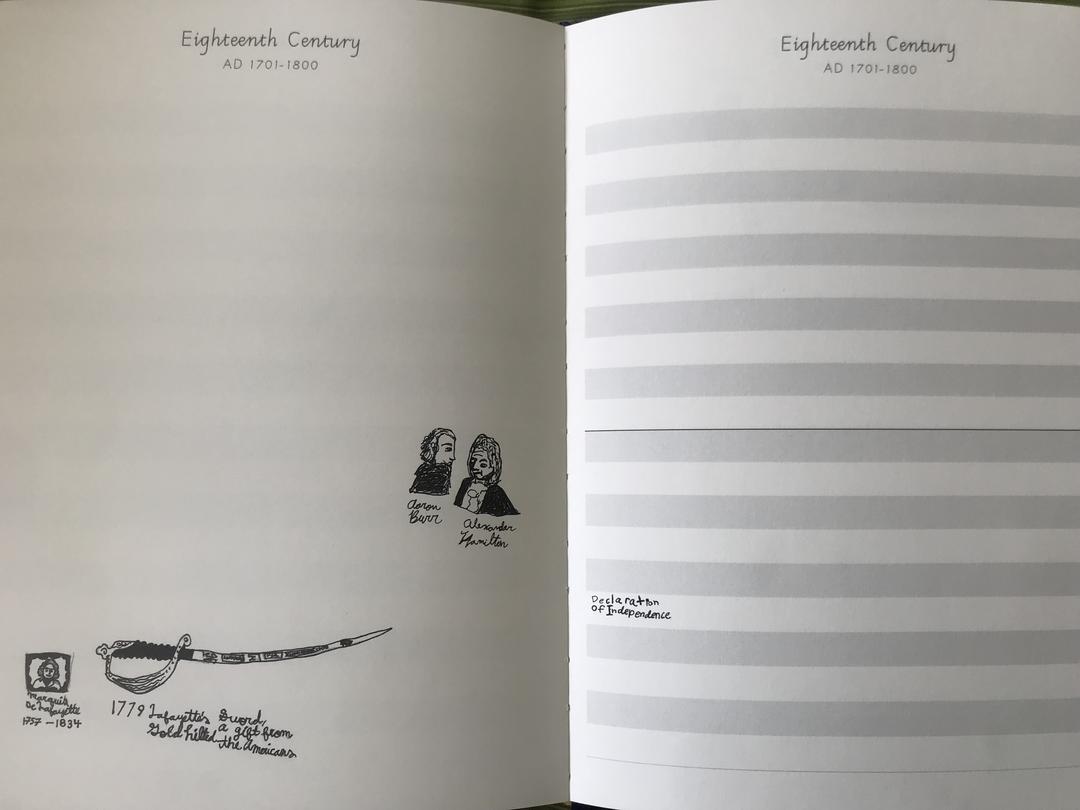 Eighteenth Century
AD 1701-1800
Aaron
Burr
Alexander
Hamilton
Marquis
De Lafayette
1757 - 1834
1779 Lafayette's Sword,
Gold hilted a gift from
the Americans
Eighteenth Century
AD 1701-1800
Declaration
Of Independence